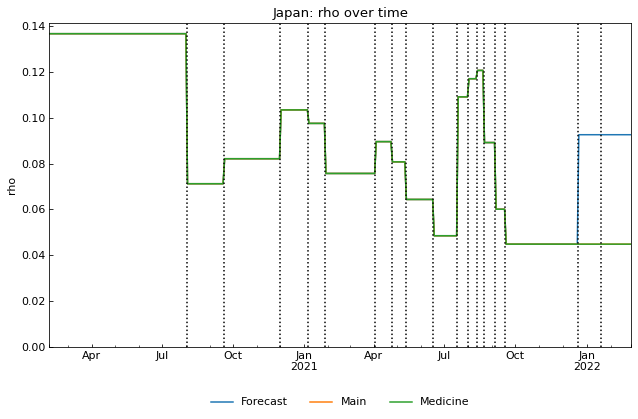 Japan: rho over time
0.14
0.12
0.10
0.08
0.06
0.04
0.02
0.00
rho
Apr Jul Oct Jan Apr Jul Oct Jan
2021 2022
Forecast Main Medicine